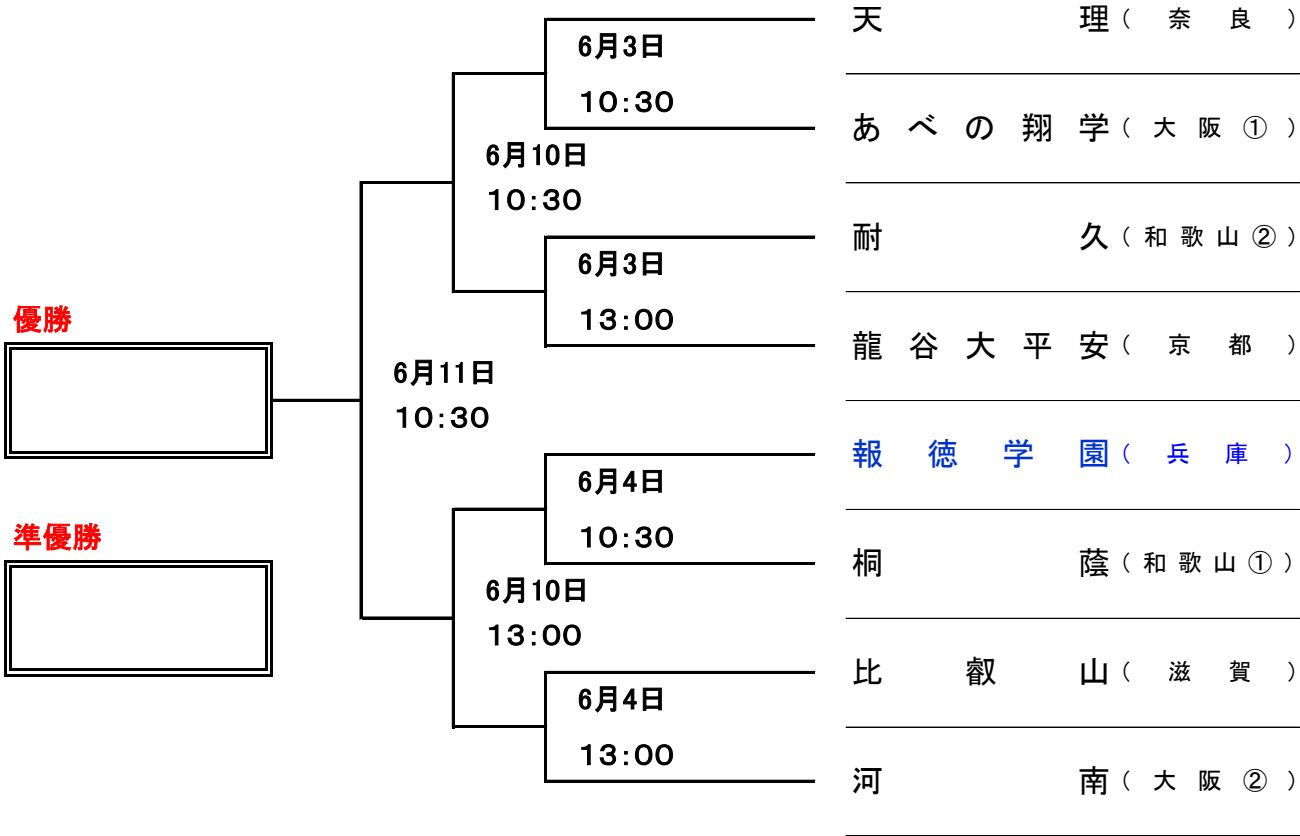 天理（奈良）
6月3日
10:30
あべの翔学（大阪①）
6月10日
10:30
耐久（和歌山②）
6月3日
13:00
龍谷大平安（京都）
優勝
6月11日
10:30
報徳学園（兵庫）
6月4日
10:30
準優勝
桐蔭（和歌山①）
6月10日
13:00
比叡山（滋賀）
6月4日
13:00
河南（大阪②）